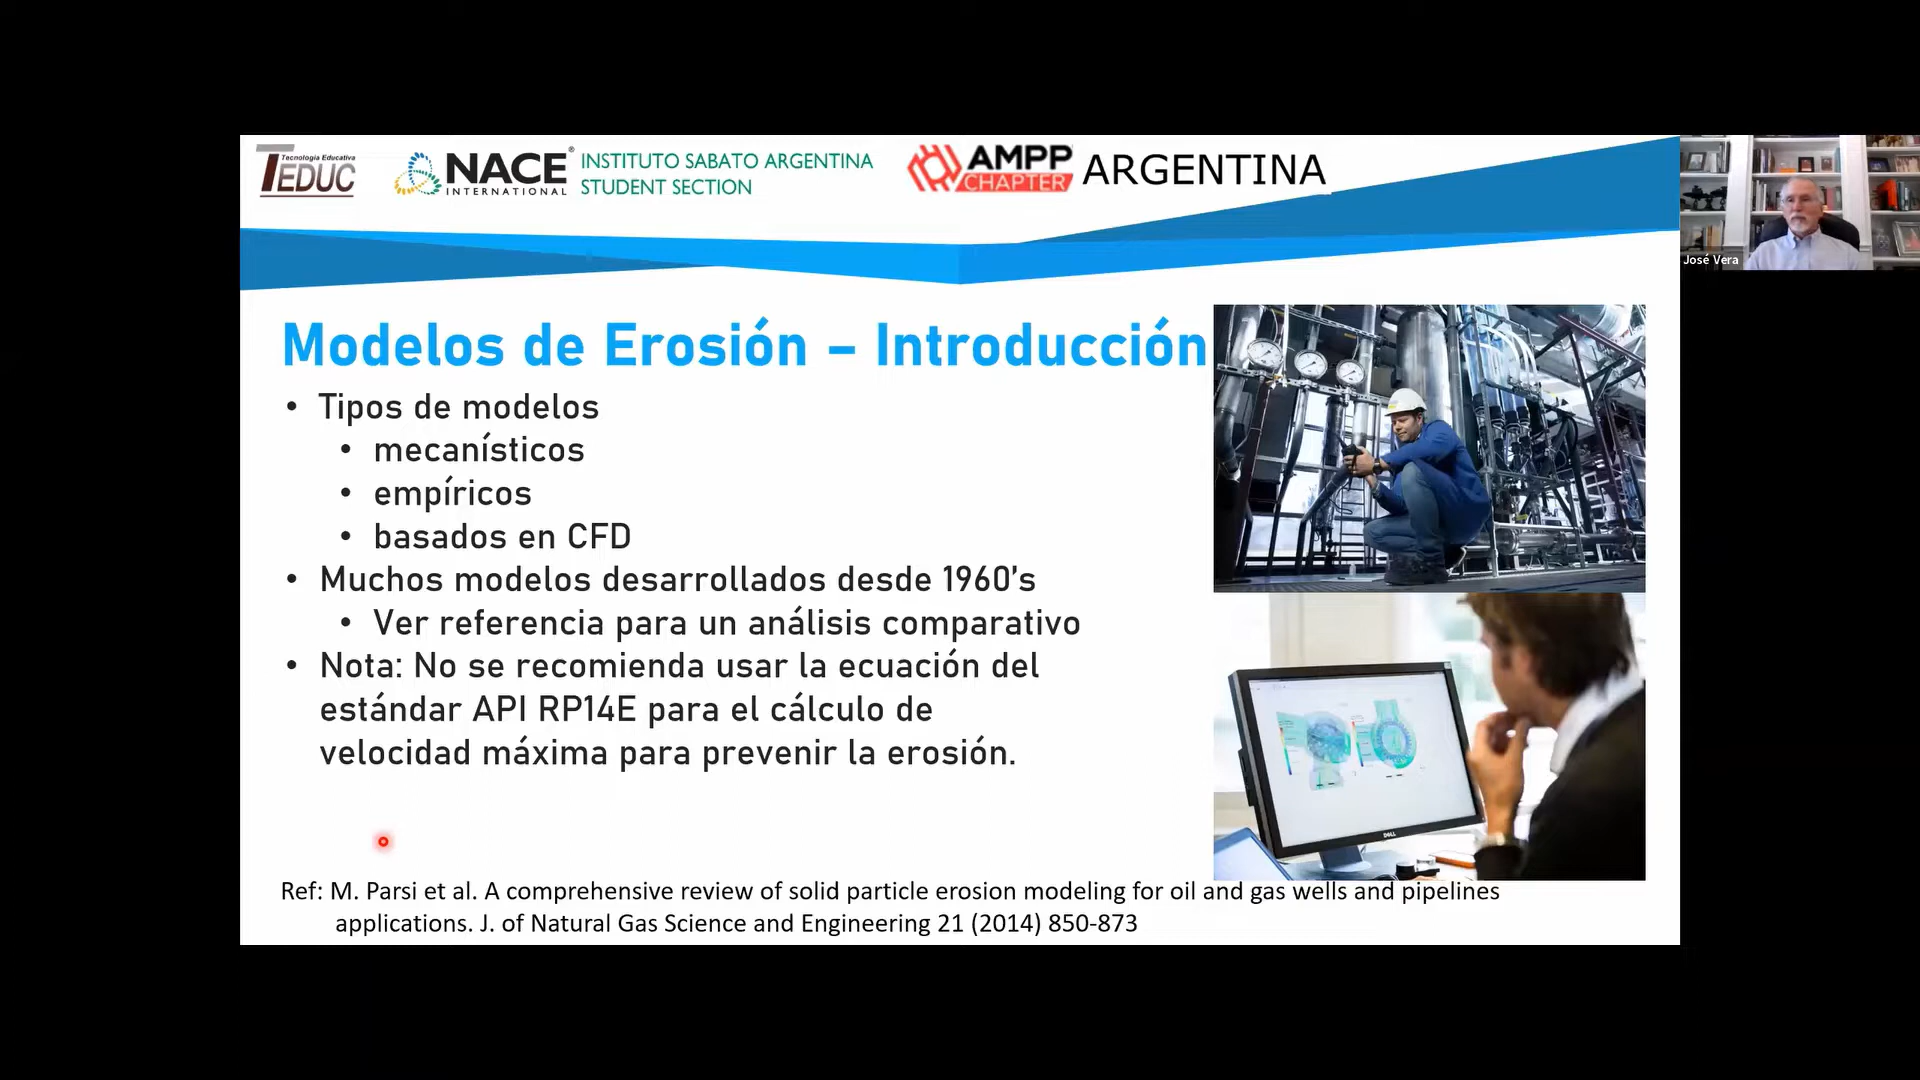 Tecnología Educativa
TEDUC
NACE®
INTERNATIONAL
INSTITUTO SABATO ARGENTINA
STUDENT SECTION
AMPP
CHAPTER
ARGENTINA
José Vera
Modelos de Erosión – Introducción
• Tipos de modelos
• mecanísticos
• empíricos
• basados en CFD
• Muchos modelos desarrollados desde 1960's
• Ver referencia para un análisis comparativo
• Nota: No se recomienda usar la ecuación del
estándar API RP14E para el cálculo de
velocidad máxima para prevenir la erosión.
DELL
Ref: M. Parsi et al. A comprehensive review of solid particle erosion modeling for oil and gas wells and pipelines
applications. J. of Natural Gas Science and Engineering 21 (2014) 850-873